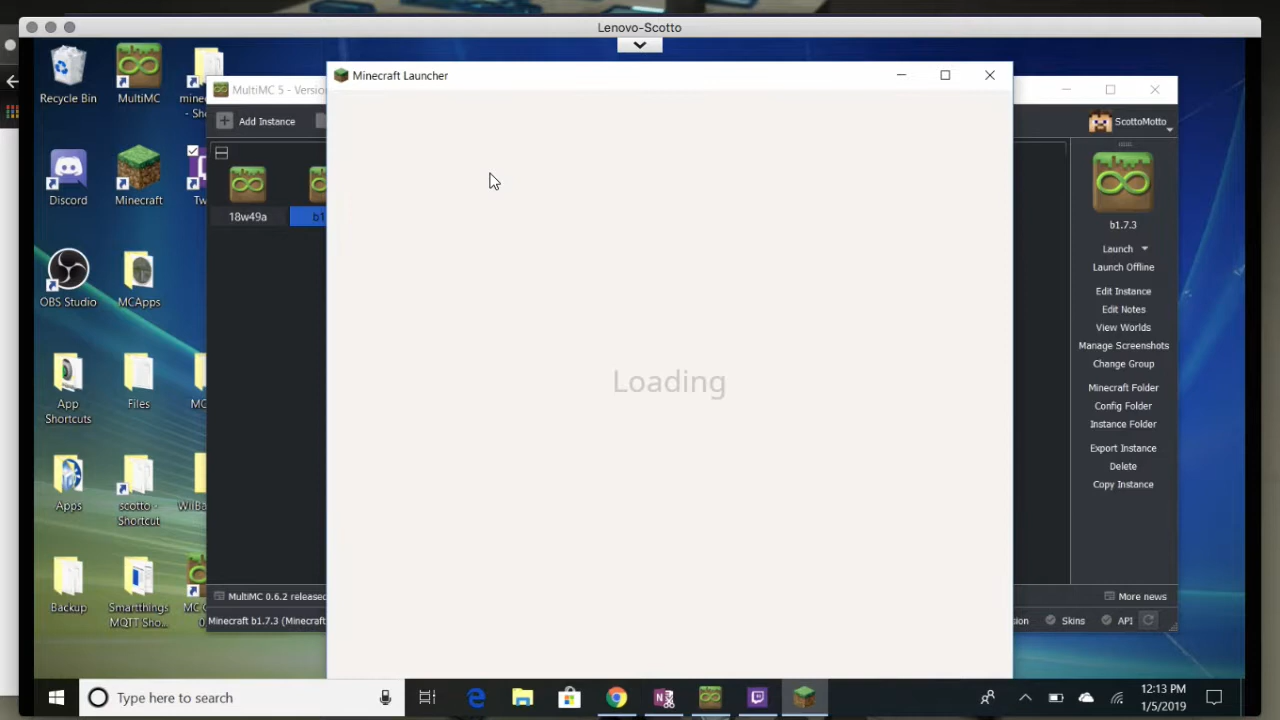 Lenovo-Scotto
Recycle Bin
MultiMC
Discord
Minecraft
OBS Studio
MCApps
App Shortcuts
Files
Apps
scotto - Shortcut
Backup
Smartthings MQTT Sho...
MultiMC 5 - Versio
Add Instance
18w49a
b1
MultiMC 0.6.2 released
Minecraft b1.7.3 (Minecraft
Minecraft Launcher
Loading
ScottoMotto
b1.7.3
Launch
Launch Offline
Edit Instance
Edit Notes
View Worlds
Manage Screenshots
Change Group
Minecraft Folder
Config Folder
Instance Folder
Export Instance
Delete
Copy Instance
More news
Skins
API
Type here to search
12:13 PM
1/5/2019